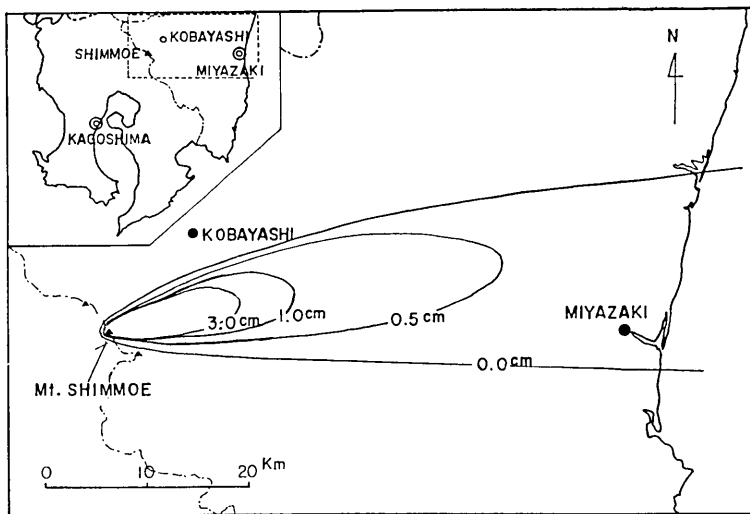 KOBAYASHI
SHIMMOE
MIYAZAKI
KAGOSHIMA
N
KOBAYASHI
3.0cm
1.0cm
0.5cm
MIYAZAKI
0.0cm
Mt. SHIMMOE
0 10 20 Km